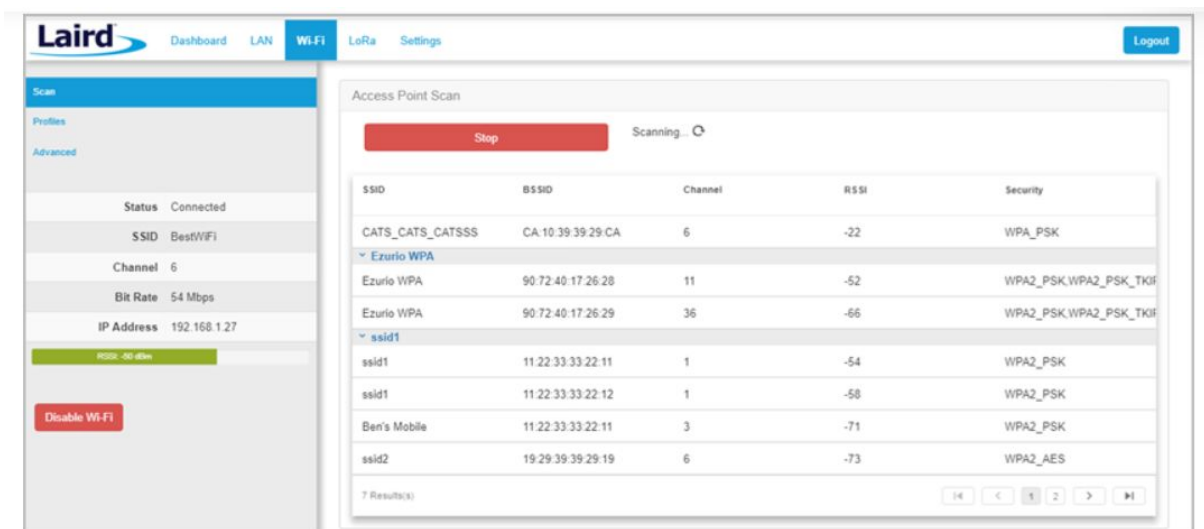 Laird Dashboard LAN Wi-Fi LoRa Settings Logout
Scan
Profiles
Advanced
Status Connected
SSID BestWiFi
Channel 6
Bit Rate 54 Mbps
IP Address 192.168.1.27
RSSI: -50 dBm
Disable Wi-Fi
Access Point Scan
Stop Scanning...
SSID BSSID Channel RSSI Security
CATS_CATS_CATSSS CA:10:39:39:29:CA 6 -22 WPA_PSK
Ezurio WPA
Ezurio WPA 90:72:40:17:26:28 11 -52 WPA2_PSK,WPA2_PSK_TKIP
Ezurio WPA 90:72:40:17:26:29 36 -66 WPA2_PSK,WPA2_PSK_TKIP
ssid1
ssid1 11:22:33:33:22:11 1 -54 WPA2_PSK
ssid1 11:22:33:33:22:12 1 -58 WPA2_PSK
Ben's Mobile 11:22:33:33:22:11 3 -71 WPA2_PSK
ssid2 19:29:39:39:29:19 6 -73 WPA2_AES
7 Results(s) 1 2